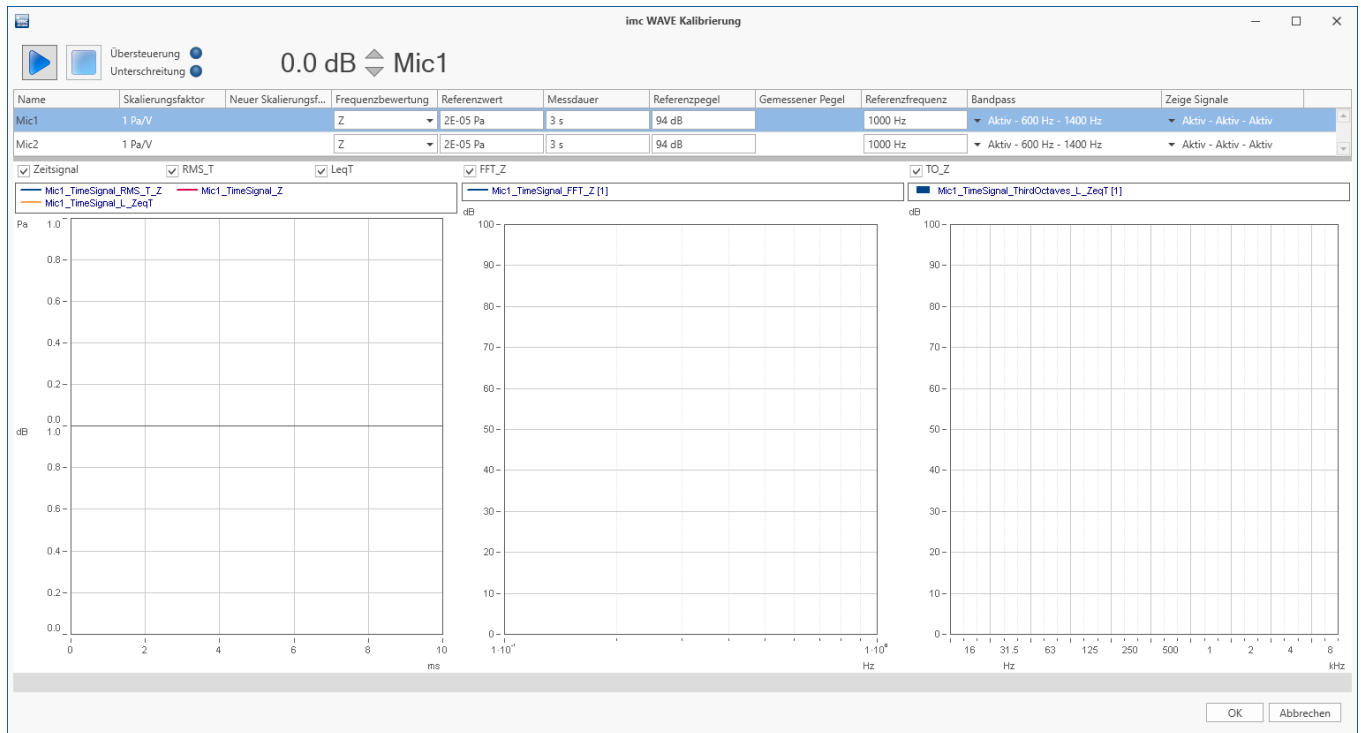 imc WAVE Kalibrierung
Übersteuerung
Unterschreitung
0.0 dB Mic1
Name Skalierungsfaktor Neuer Skalierungsf... Frequenzbewertung Referenzwert Messdauer Referenzpegel Gemessener Pegel Referenzfrequenz Bandpass Zeige Signale
Mic1 1 Pa/V Z 2E-05 Pa 3 s 94 dB 1000 Hz Aktiv - 600 Hz - 1400 Hz Aktiv - Aktiv - Aktiv
Mic2 1 Pa/V Z 2E-05 Pa 3 s 94 dB 1000 Hz Aktiv - 600 Hz - 1400 Hz Aktiv - Aktiv - Aktiv
Zeitsignal RMS_T LeqT FFT_Z TO_Z
Mic1_TimeSignal_RMS_T_Z Mic1_TimeSignal_Z
Mic1_TimeSignal_L_ZeqT
Pa 1.0
0.8
0.6
0.4
0.2
0.0
dB 1.0
0.8
0.6
0.4
0.2
0.0
0 2 4 6 8 10
ms
Mic1_TimeSignal_FFT_Z [1]
dB
100
90
80
70
60
50
40
30
20
10
0
1·10⁻¹
Hz
Mic1_TimeSignal_ThirdOctaves_L_ZeqT [1]
dB
100
90
80
70
60
50
40
30
20
10
0
16 31.5 63 125 250 500 1 2 4 8
Hz kHz
OK Abbrechen